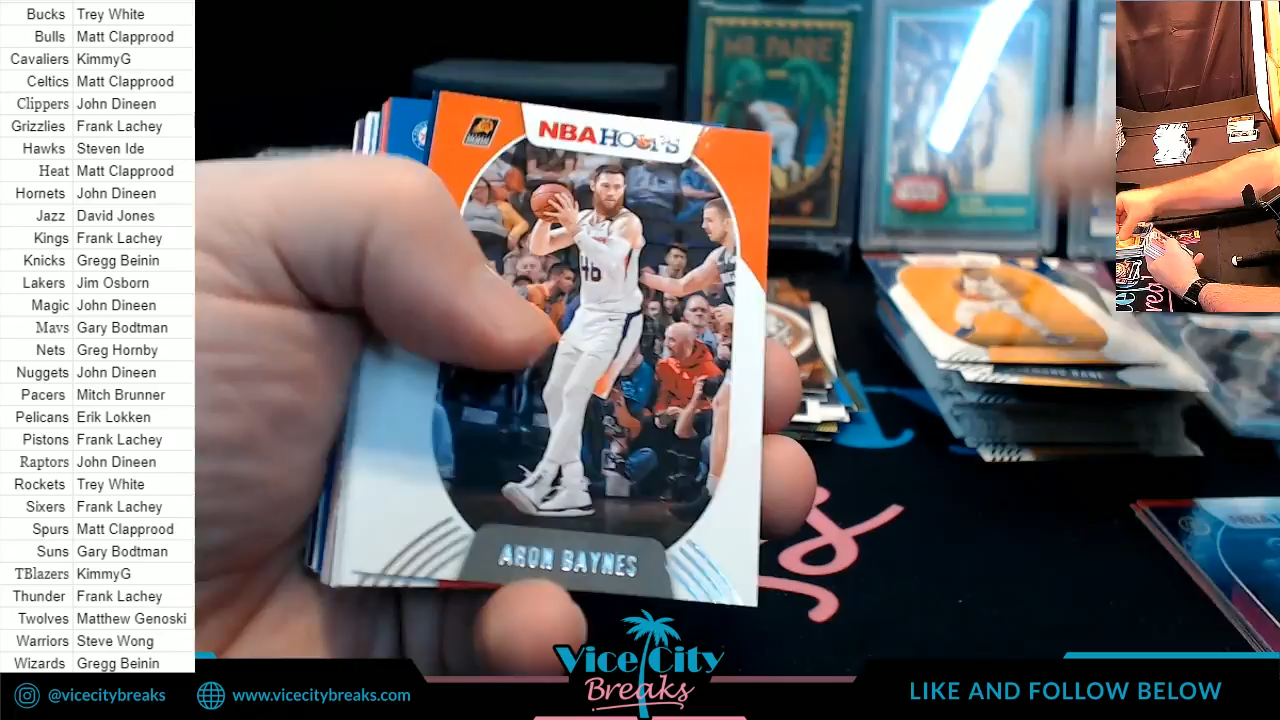 Bucks Trey White
Bulls Matt Clapprood
Cavaliers KimmyG
Celtics Matt Clapprood
Clippers John Dineen
Grizzlies Frank Lachey
Hawks Steven Ide
Heat Matt Clapprood
Hornets John Dineen
Jazz David Jones
Kings Frank Lachey
Knicks Gregg Beinin
Lakers Jim Osborn
Magic John Dineen
Mavs Gary Bodtman
Nets Greg Hornby
Nuggets John Dineen
Pacers Mitch Brunner
Pelicans Erik Lokken
Pistons Frank Lachey
Raptors John Dineen
Rockets Trey White
Sixers Frank Lachey
Spurs Matt Clapprood
Suns Gary Bodtman
TBlazers KimmyG
Thunder Frank Lachey
Twolves Matthew Genoski
Warriors Steve Wong
Wizards Gregg Beinin
MR. PARRE
NBA HOOPS
46
ARON BAYNES
BANE
NBA
Vice City
Breaks
@vicecitybreaks
www.vicecitybreaks.com
LIKE AND FOLLOW BELOW